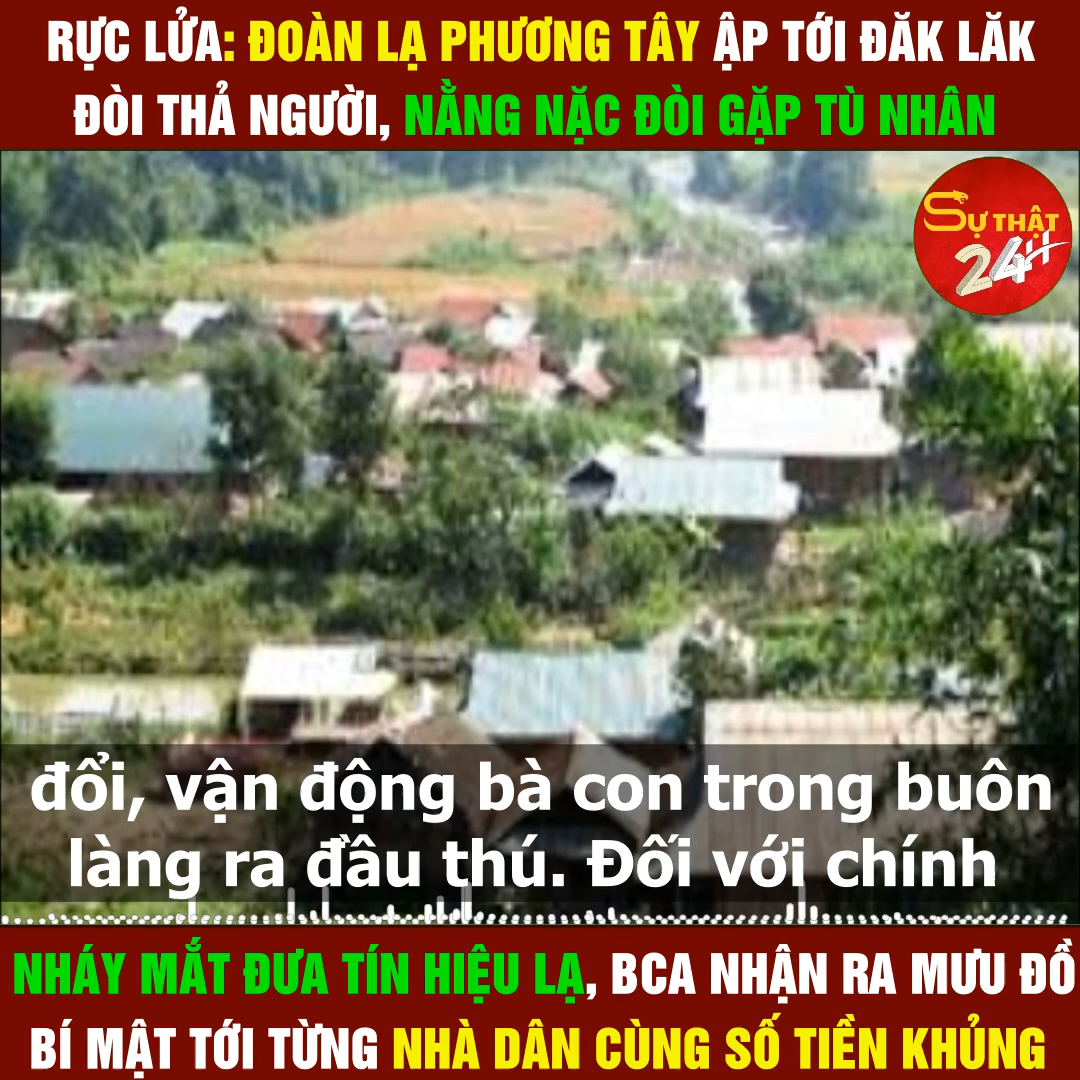 RỰC LỬA: ĐOÀN LẠ PHƯƠNG TÂY ẬP TỚI ĐĂK LĂK
ĐÒI THẢ NGƯỜI, NẰNG NẶC ĐÒI GẶP TÙ NHÂN
SỰ THẬT
24H
đổi, vận động bà con trong buôn
làng ra đầu thú. Đối với chính
NHÁY MẮT ĐƯA TÍN HIỆU LẠ, BCA NHẬN RA MƯU ĐỒ
BÍ MẬT TỚI TỪNG NHÀ DÂN CÙNG SỐ TIỀN KHỦNG